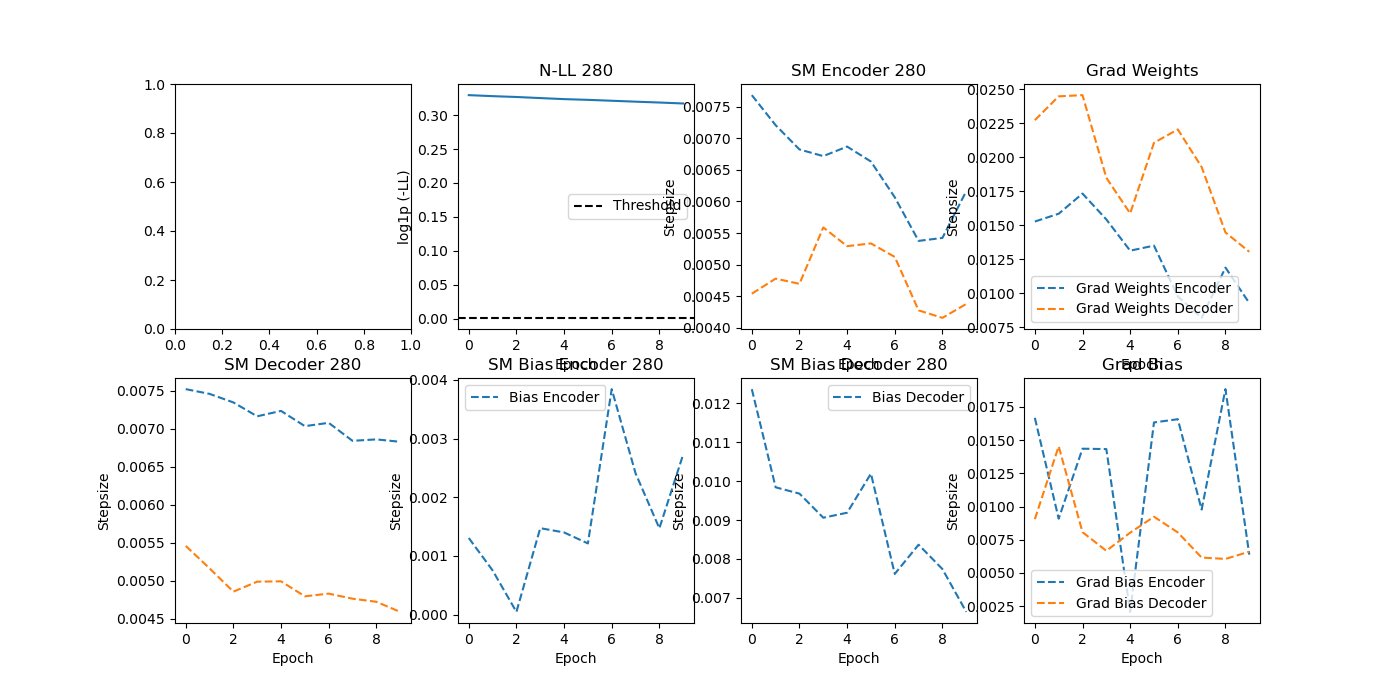 N-LL 280
SM Encoder 280
Grad Weights
1.0
0.8
0.6
0.4
0.2
0.0
0.0 0.2 0.4 0.6 0.8 1.0
log1p (-LL)
0.30
0.25
0.20
0.15
0.10
0.05
0.00
Threshold
0 2 4 6 8
Epoch
Stepsize
0.0075
0.0070
0.0065
0.0060
0.0055
0.0050
0.0045
0.0040
0 2 4 6 8
Epoch
Stepsize
0.0250
0.0225
0.0200
0.0175
0.0150
0.0125
0.0100
0.0075
Grad Weights Encoder
Grad Weights Decoder
0 2 4 6 8
Epoch
SM Decoder 280
SM Bias Encoder 280
SM Bias Decoder 280
Grad Bias
Stepsize
0.0075
0.0070
0.0065
0.0060
0.0055
0.0050
0.0045
0 2 4 6 8
Epoch
Stepsize
0.004
0.003
0.002
0.001
0.000
Bias Encoder
0 2 4 6 8
Epoch
Stepsize
0.012
0.011
0.010
0.009
0.008
0.007
Bias Decoder
0 2 4 6 8
Epoch
Stepsize
0.0175
0.0150
0.0125
0.0100
0.0075
0.0050
0.0025
Grad Bias Encoder
Grad Bias Decoder
0 2 4 6 8
Epoch